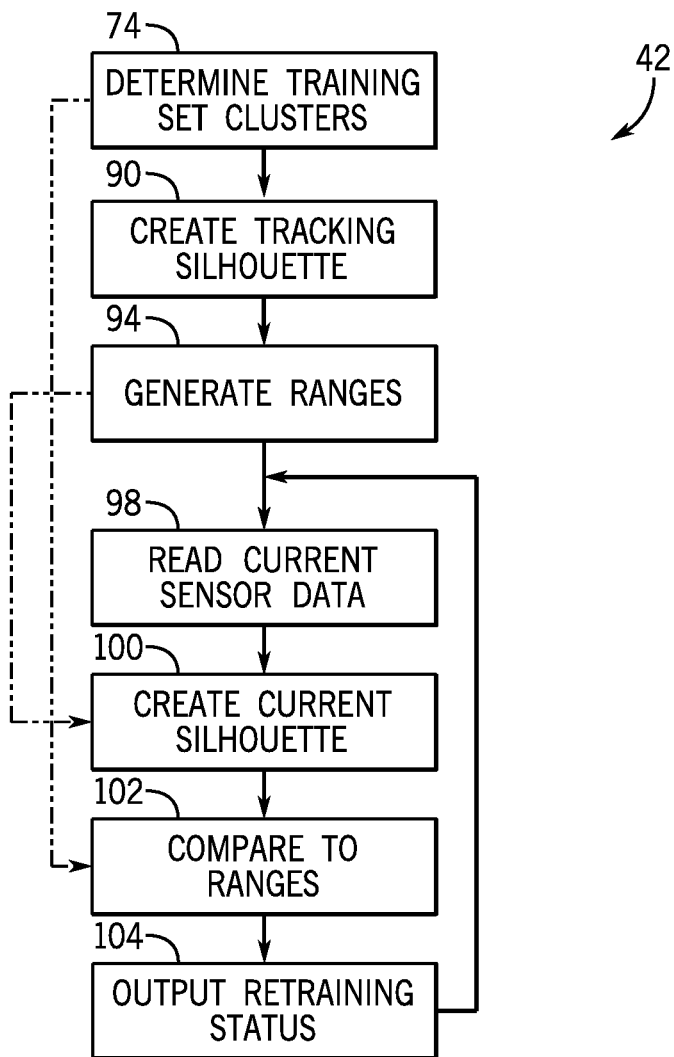 74
DETERMINE TRAINING
SET CLUSTERS
42
90
CREATE TRACKING
SILHOUETTE
94
GENERATE RANGES
98
READ CURRENT
SENSOR DATA
100
CREATE CURRENT
SILHOUETTE
102
COMPARE TO
RANGES
104
OUTPUT RETRAINING
STATUS